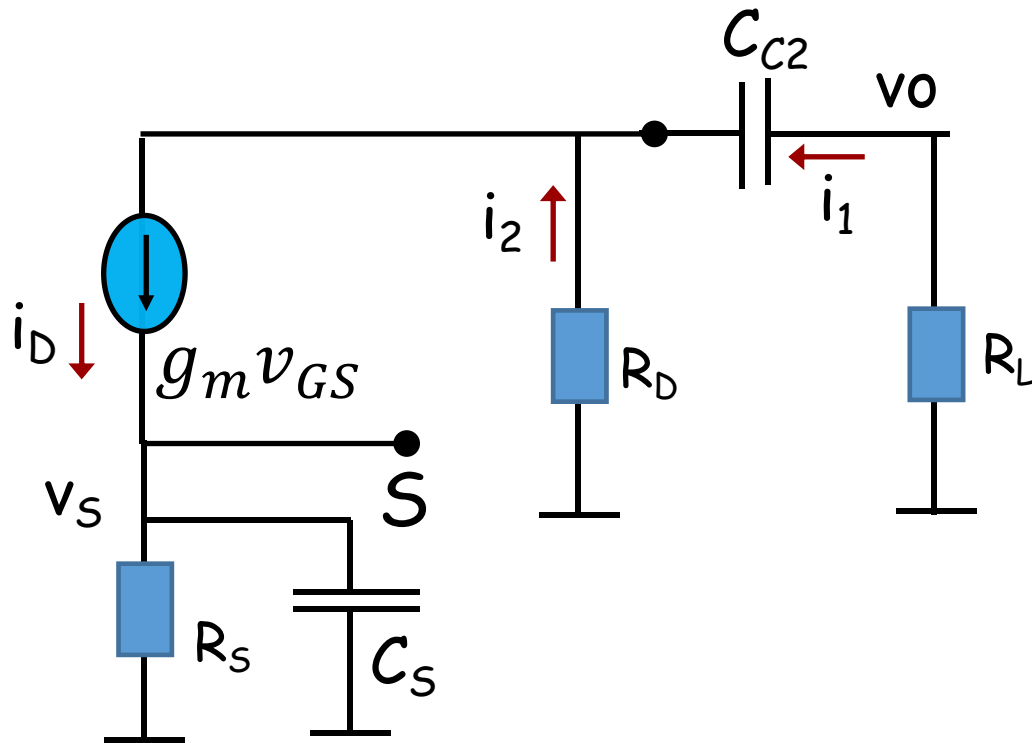 C_C2
vo
i_2
i_1
i_D
g_m v_GS
R_D
R_L
v_S
S
R_S
C_S